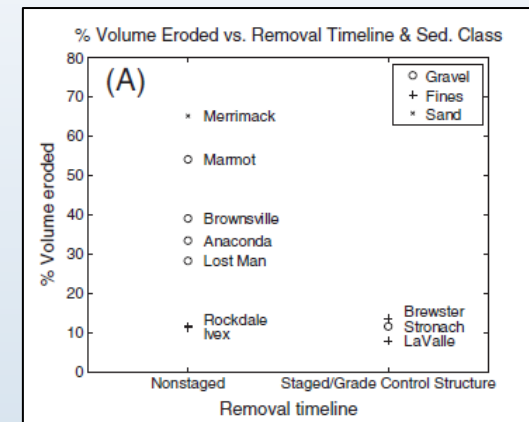 % Volume Eroded vs. Removal Timeline & Sed. Class
(A)
Gravel
Fines
Sand
% Volume eroded
80
70
60
50
40
30
20
10
0
Merrimack
Marmot
Brownsville
Anaconda
Lost Man
Rockdale
Ivex
Brewster
Stronach
LaValle
Nonstaged
Staged/Grade Control Structure
Removal timeline